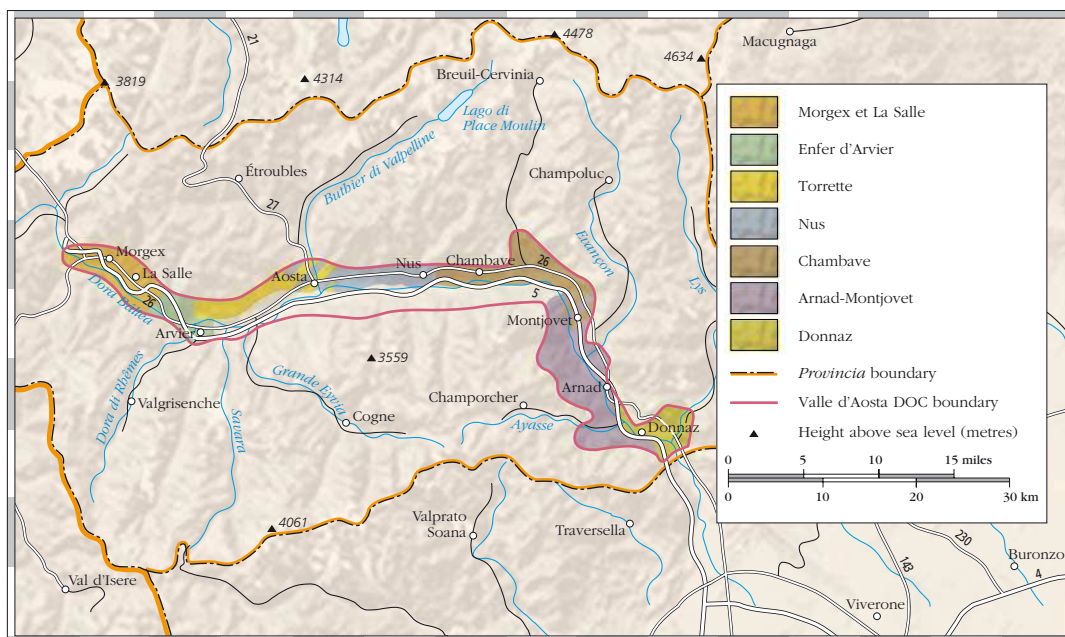 4478
Macugnaga
21
4634
3819
4314
Breuil-Cervinia
Lago di
Place Moulin
Étroubles
Buthier di Valpelline
Champoluc
27
Evançon
Lys
Morgex
La Salle
Aosta
Nus
Chambave
26
5
Dora Báltea
26
Arvier
Montjovet
3559
Arnad
Dora di Rhêmes
Valgrisenche
Savara
Grande Eyvia
Cogne
Champorcher
Ayasse
Donnaz
4061
Valprato
Soana
Traversella
Val d'Isere
Viverone
Buronzo
143
230
4
Morgex et La Salle
Enfer d'Arvier
Torrette
Nus
Chambave
Arnad-Montjovet
Donnaz
Provincia boundary
Valle d'Aosta DOC boundary
Height above sea level (metres)
0 5 10 15 miles
0 10 20 30 km